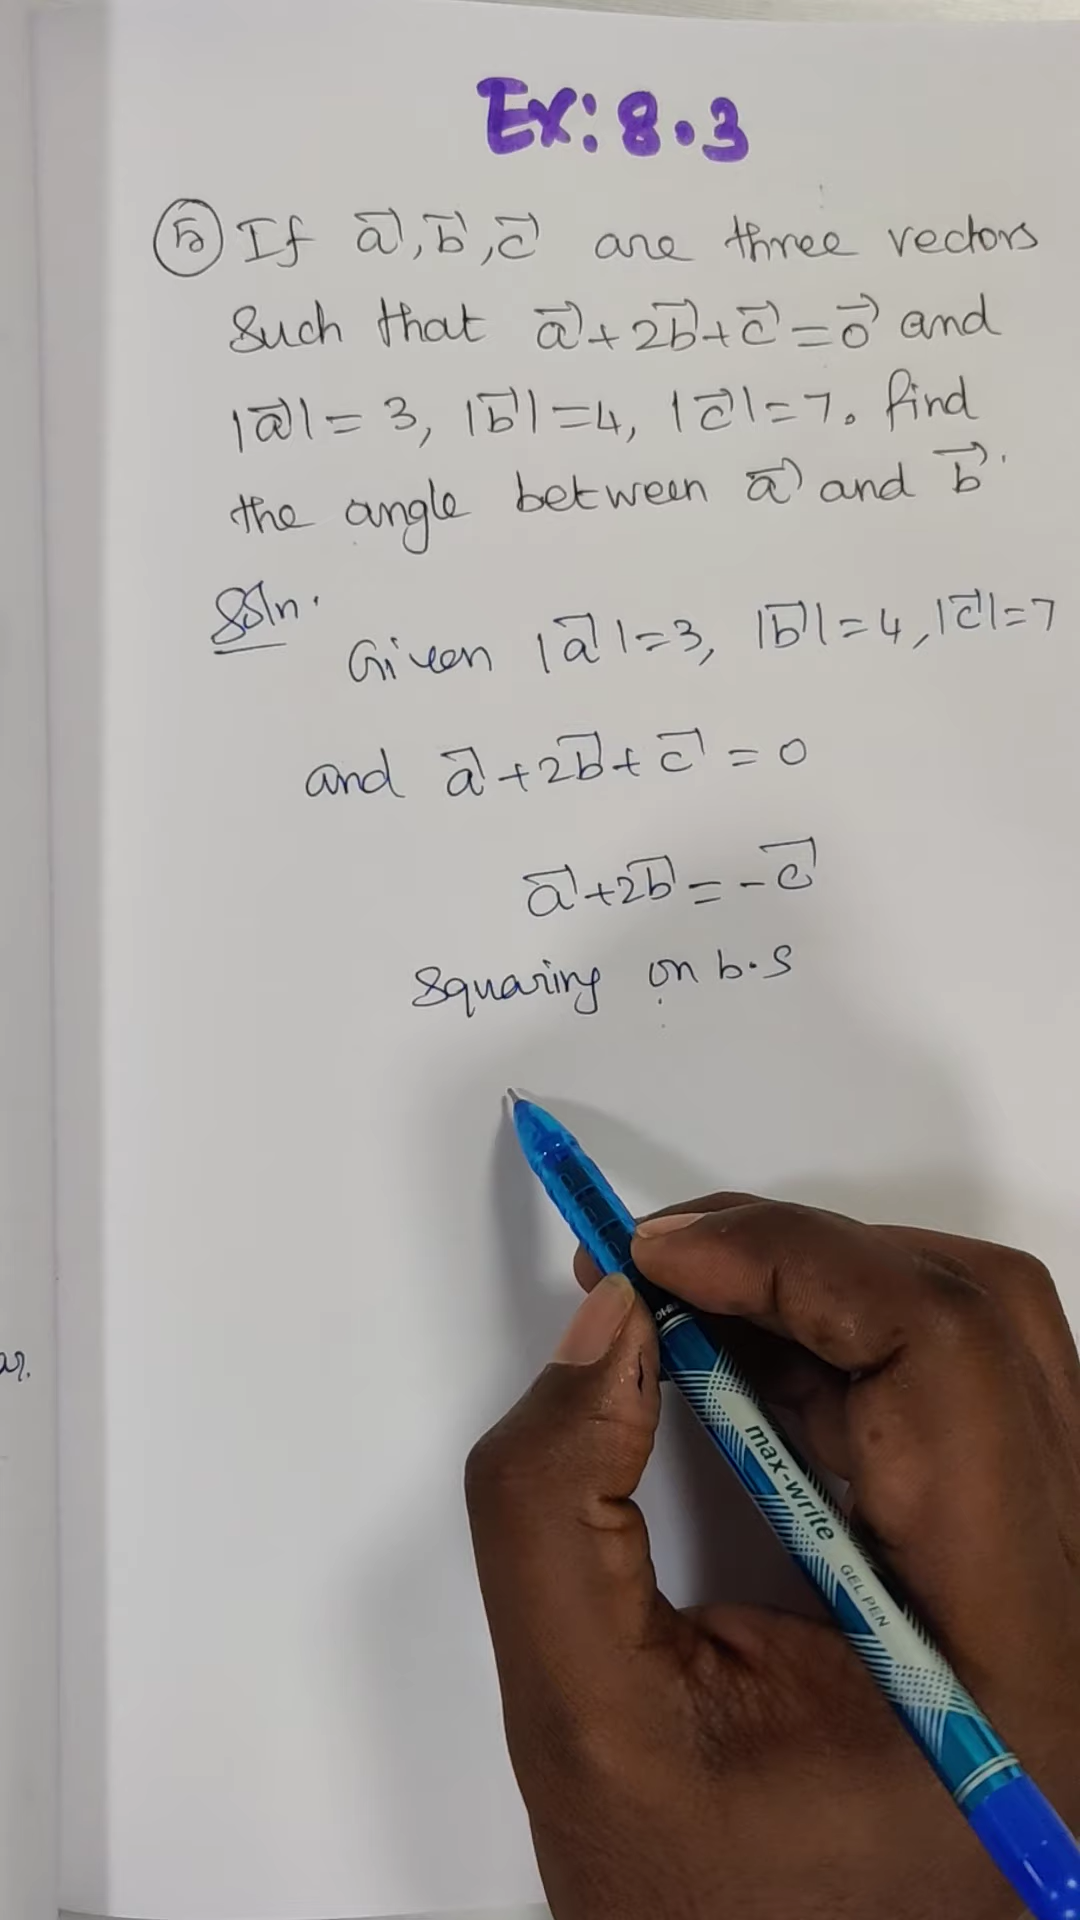 Ex: 8.3
⑤ If a⃗, b⃗, c⃗ are three vectors
Such that a⃗ + 2b⃗ + c⃗ = 0⃗ and
|a⃗| = 3, |b⃗| = 4, |c⃗| = 7. find
the angle between a⃗ and b⃗.
Soln.
Given |a⃗| = 3, |b⃗| = 4, |c⃗| = 7
and a⃗ + 2b⃗ + c⃗ = 0
a⃗ + 2b⃗ = -c⃗
Squaring on b.s
max-write
GEL PEN